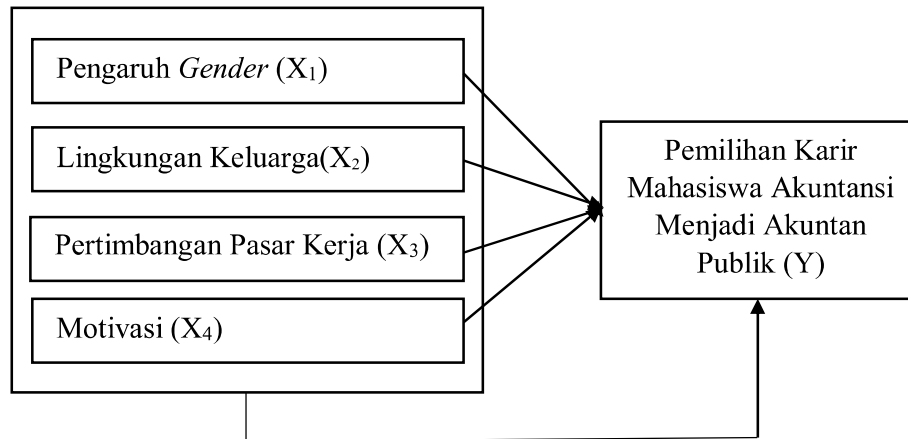 Pengaruh Gender (X₁)
Lingkungan Keluarga(X₂)
Pertimbangan Pasar Kerja (X₃)
Motivasi (X₄)
Pemilihan Karir
Mahasiswa Akuntansi
Menjadi Akuntan
Publik (Y)